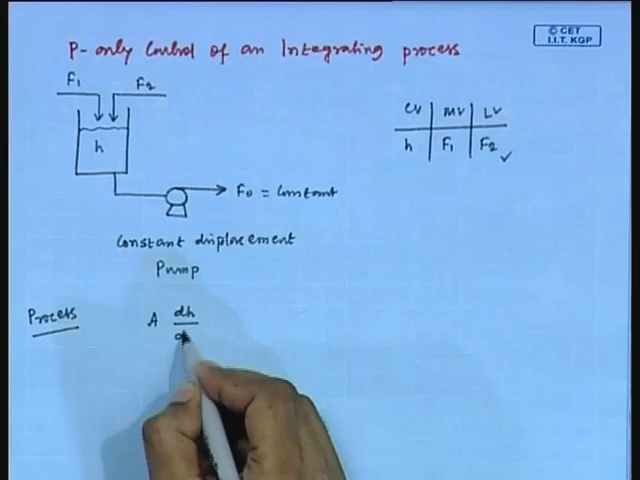 © CET
I.I.T. KGP
P-only Control of an Integrating process
F1 F2
CV MV LV
h F1 F2 ✓
h
F0 = Constant
Constant displacement
Pump
Process A dh